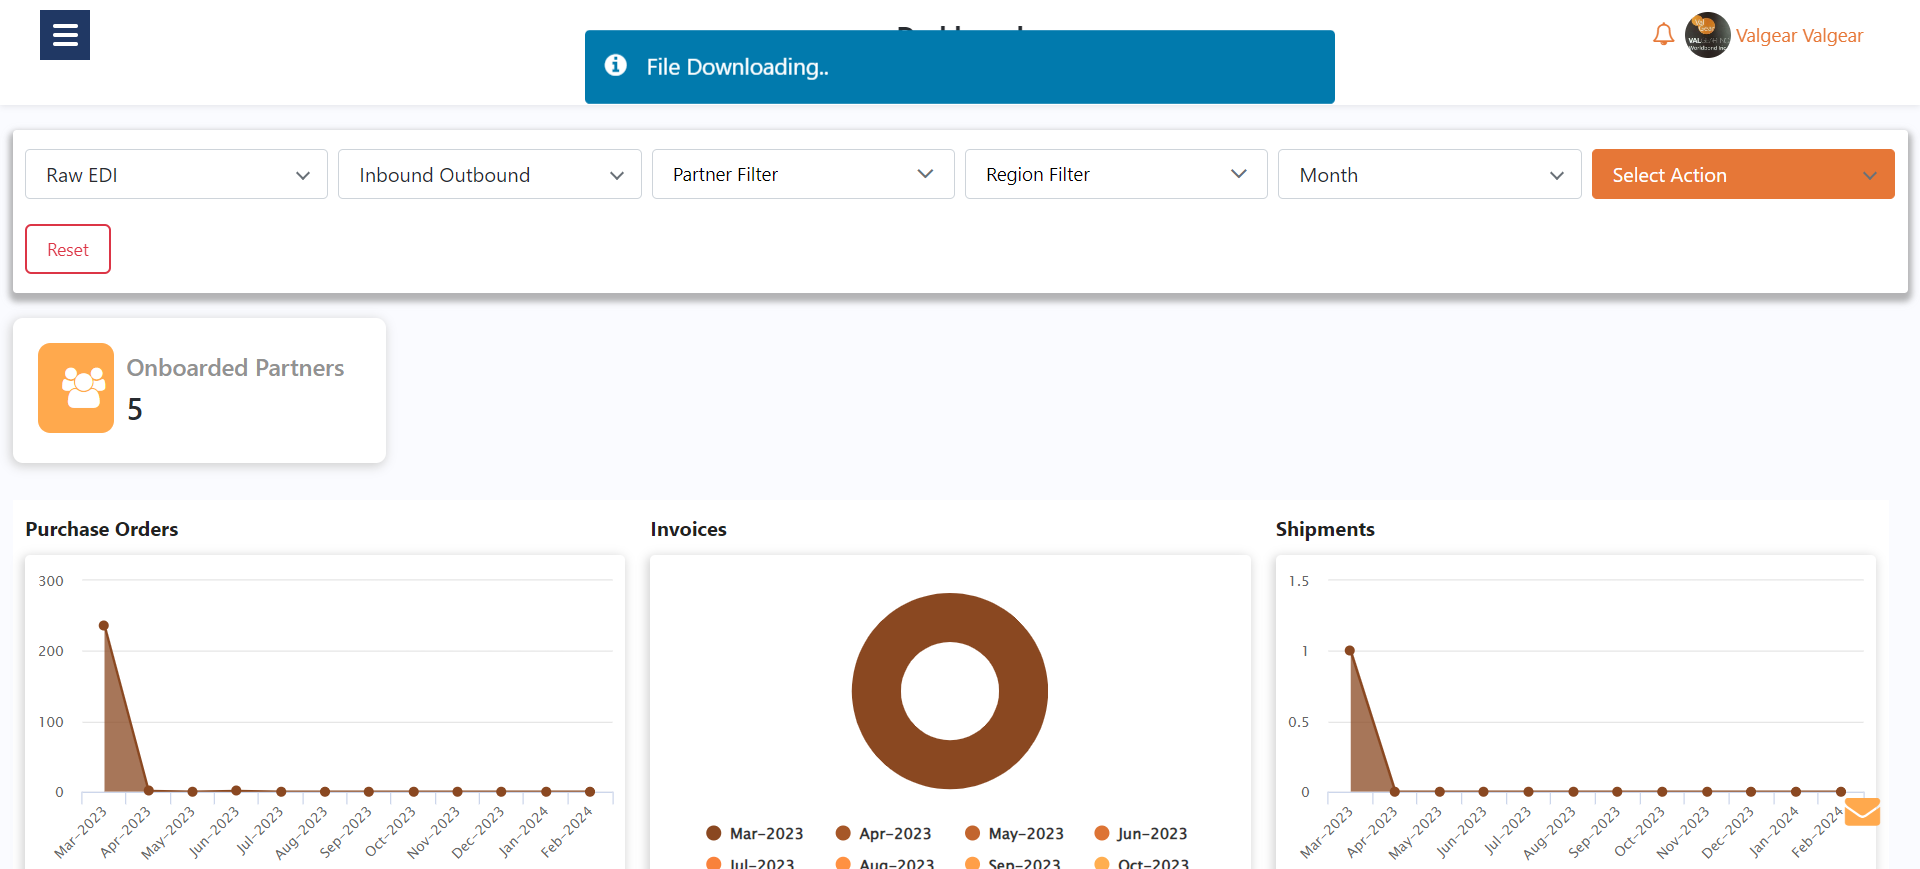 File Downloading..
Valgear Valgear
Raw EDI
Inbound Outbound
Partner Filter
Region Filter
Month
Select Action
Reset
Onboarded Partners
5
Purchase Orders
300
200
100
0
Mar-2023
Apr-2023
May-2023
Jun-2023
Jul-2023
Aug-2023
Sep-2023
Oct-2023
Nov-2023
Dec-2023
Jan-2024
Feb-2024
Invoices
Mar-2023
Apr-2023
May-2023
Jun-2023
Jul-2023
Aug-2023
Sep-2023
Oct-2023
Shipments
1.5
1
0.5
0
Mar-2023
Apr-2023
May-2023
Jun-2023
Jul-2023
Aug-2023
Sep-2023
Oct-2023
Nov-2023
Dec-2023
Jan-2024
Feb-2024